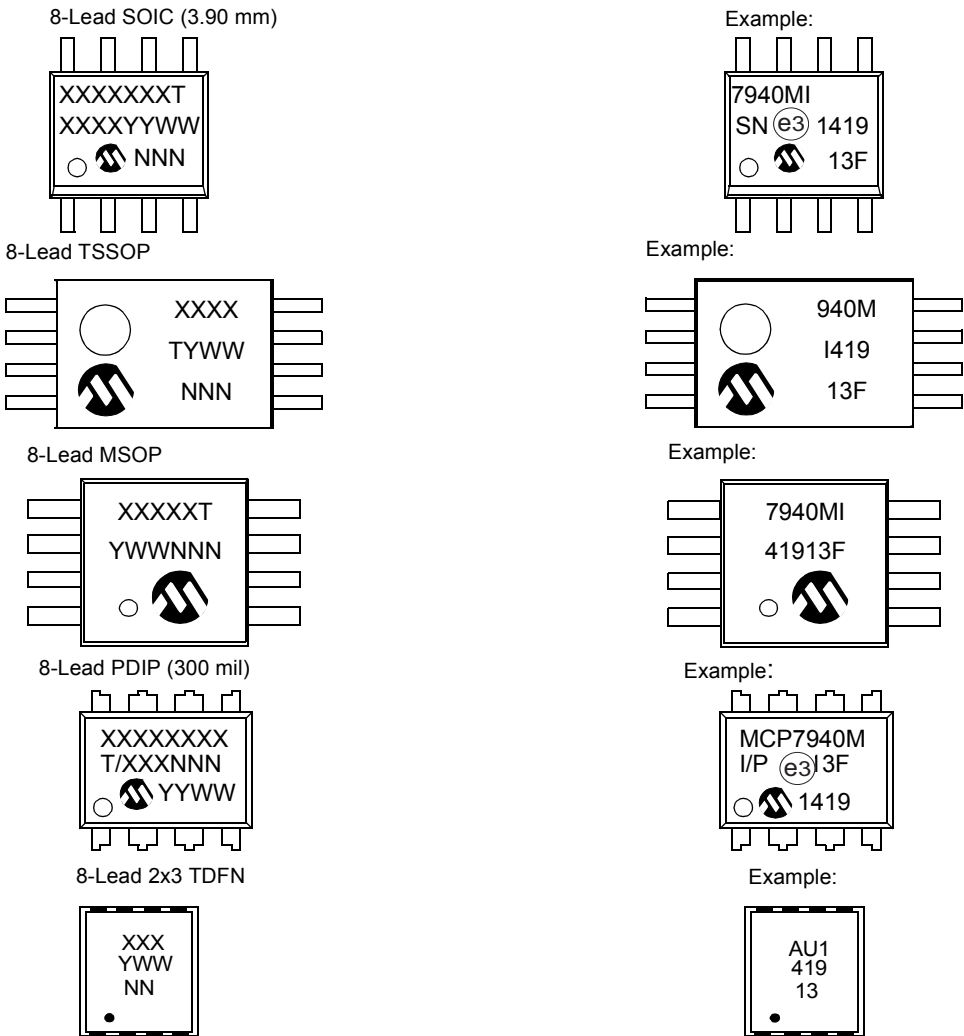 8-Lead SOIC (3.90 mm)
XXXXXXXT
XXXXYYWW
NNN
Example:
7940MI
SN e3 1419
13F
8-Lead TSSOP
XXXX
TYWW
NNN
Example:
940M
I419
13F
8-Lead MSOP
XXXXXT
YWWNNN
Example:
7940MI
41913F
8-Lead PDIP (300 mil)
XXXXXXXX
T/XXXNNN
YYWW
Example:
MCP7940M
I/P e3 13F
1419
8-Lead 2x3 TDFN
XXX
YWW
NN
Example:
AU1
419
13